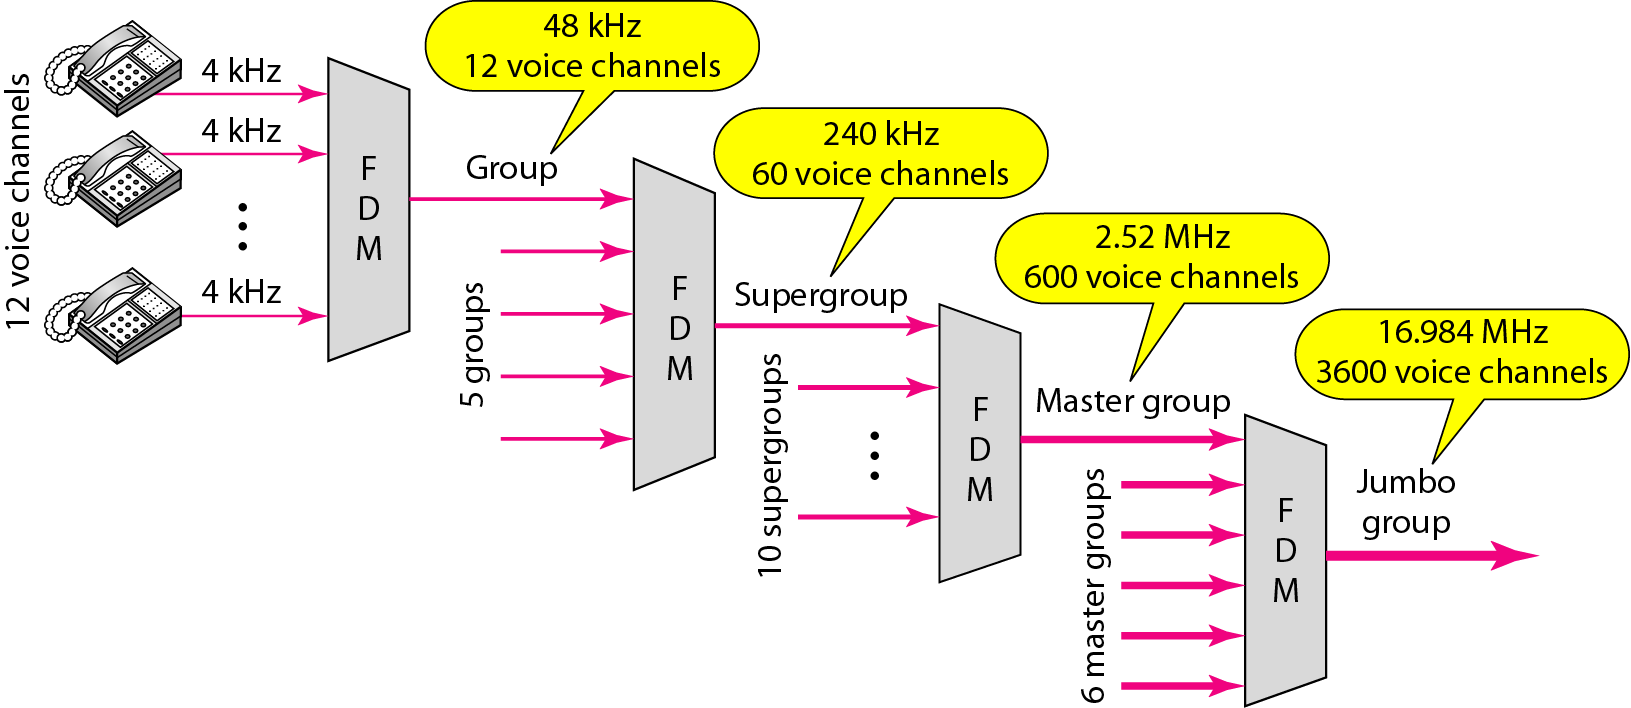 12 voice channels
4 kHz
4 kHz
4 kHz
F
D
M
48 kHz
12 voice channels
Group
5 groups
F
D
M
240 kHz
60 voice channels
Supergroup
10 supergroups
F
D
M
2.52 MHz
600 voice channels
Master group
6 master groups
F
D
M
16.984 MHz
3600 voice channels
Jumbo
group